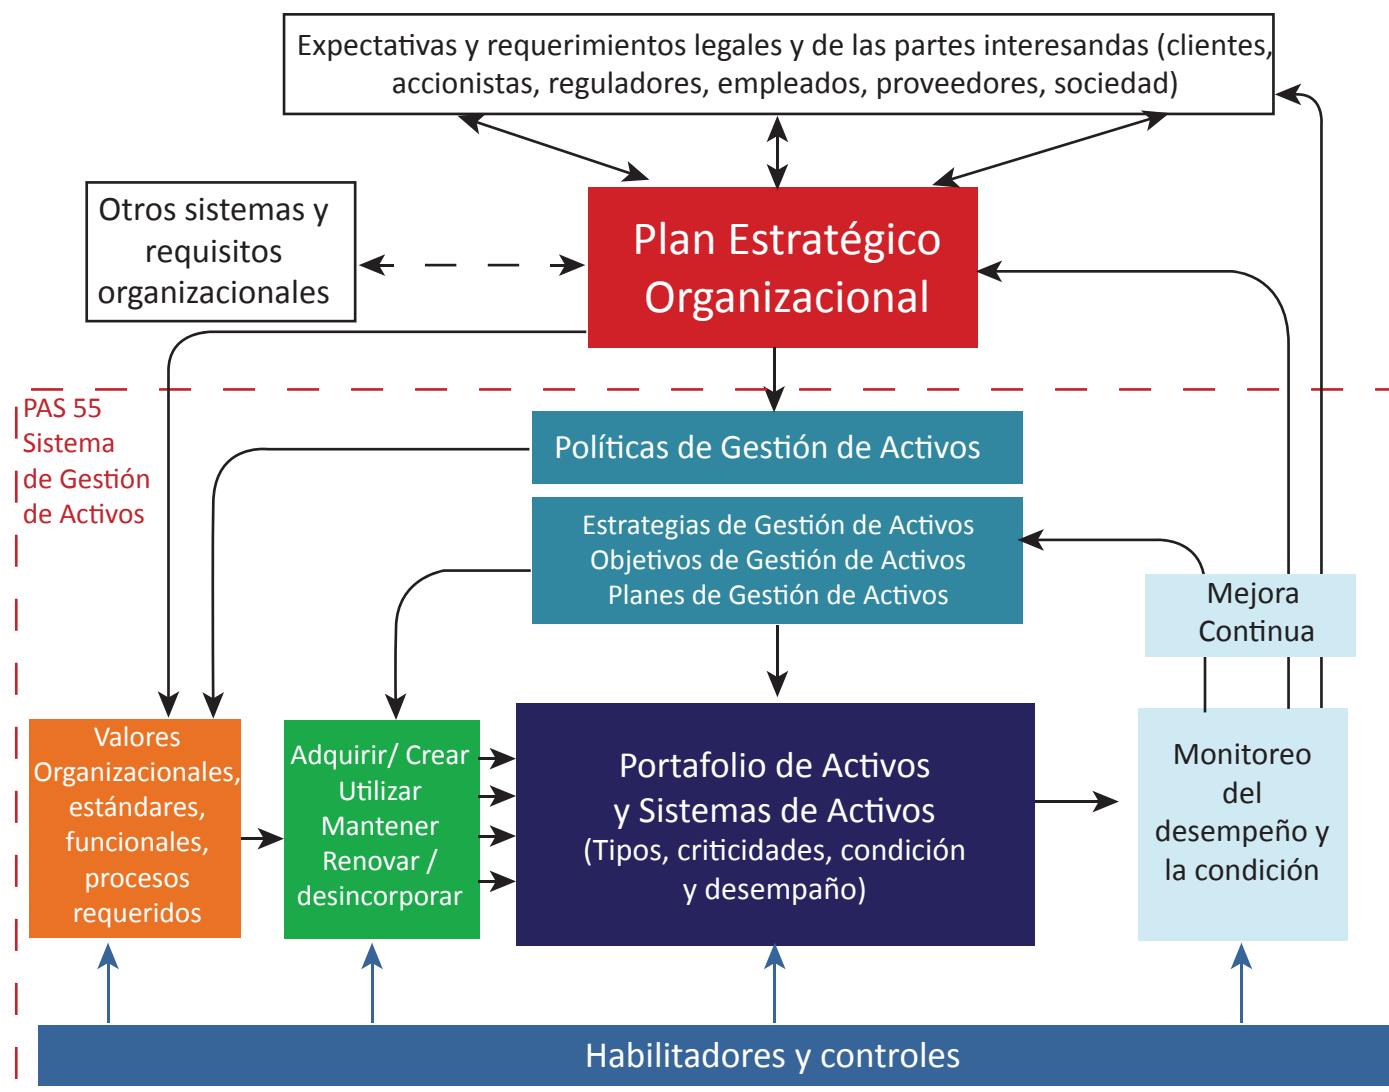 Expectativas y requerimientos legales y de las partes interesandas (clientes,
accionistas, reguladores, empleados, proveedores, sociedad)
Otros sistemas y
requisitos
organizacionales
Plan Estratégico
Organizacional
PAS 55
Sistema
de Gestión
de Activos
Políticas de Gestión de Activos
Estrategias de Gestión de Activos
Objetivos de Gestión de Activos
Planes de Gestión de Activos
Mejora
Continua
Valores
Organizacionales,
estándares,
funcionales,
procesos
requeridos
Adquirir/ Crear
Utilizar
Mantener
Renovar /
desincorporar
Portafolio de Activos
y Sistemas de Activos
(Tipos, criticidades, condición
y desempaño)
Monitoreo
del
desempeño y
la condición
Habilitadores y controles